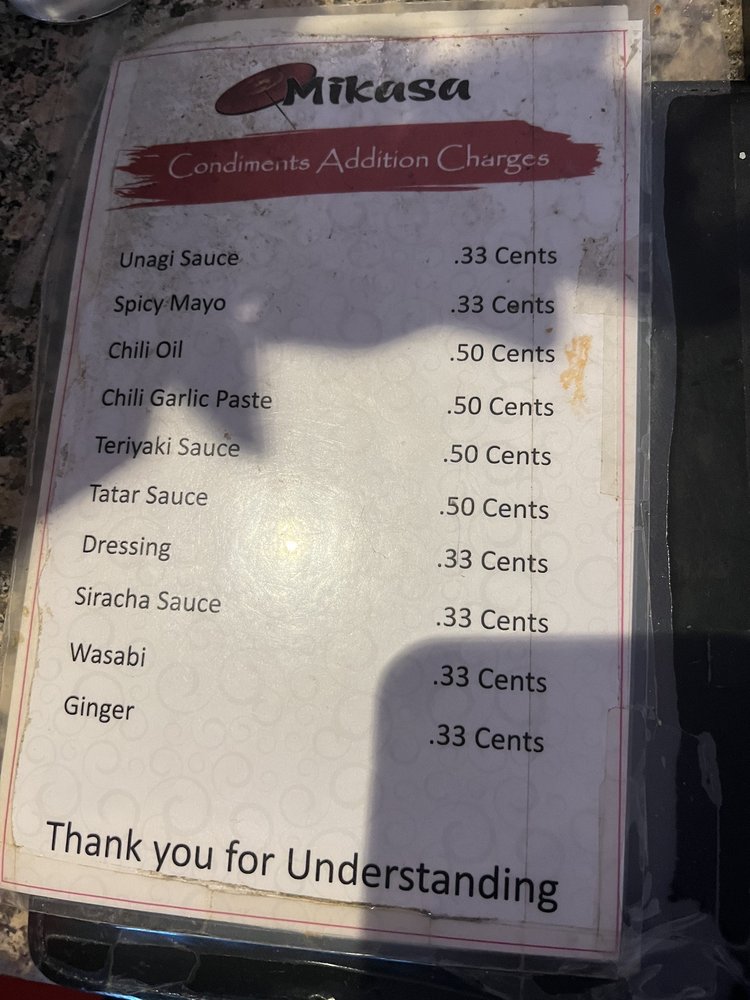 Mikasa
Condiments Addition Charges
Unagi Sauce .33 Cents
Spicy Mayo .33 Cents
Chili Oil .50 Cents
Chili Garlic Paste .50 Cents
Teriyaki Sauce .50 Cents
Tatar Sauce .50 Cents
Dressing .33 Cents
Siracha Sauce .33 Cents
Wasabi .33 Cents
Ginger .33 Cents
Thank you for Understanding